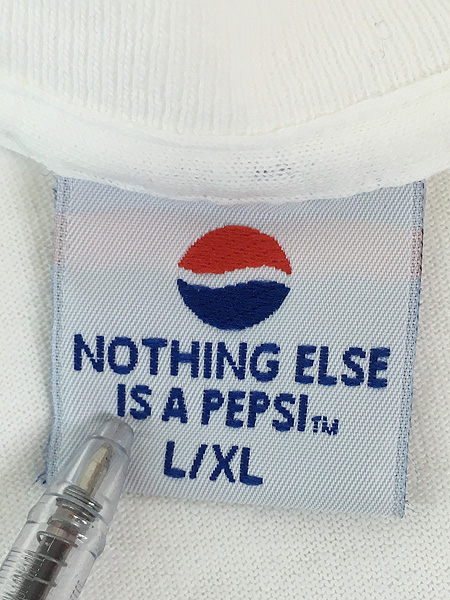 NOTHING ELSE
IS A PEPSI™
L/XL